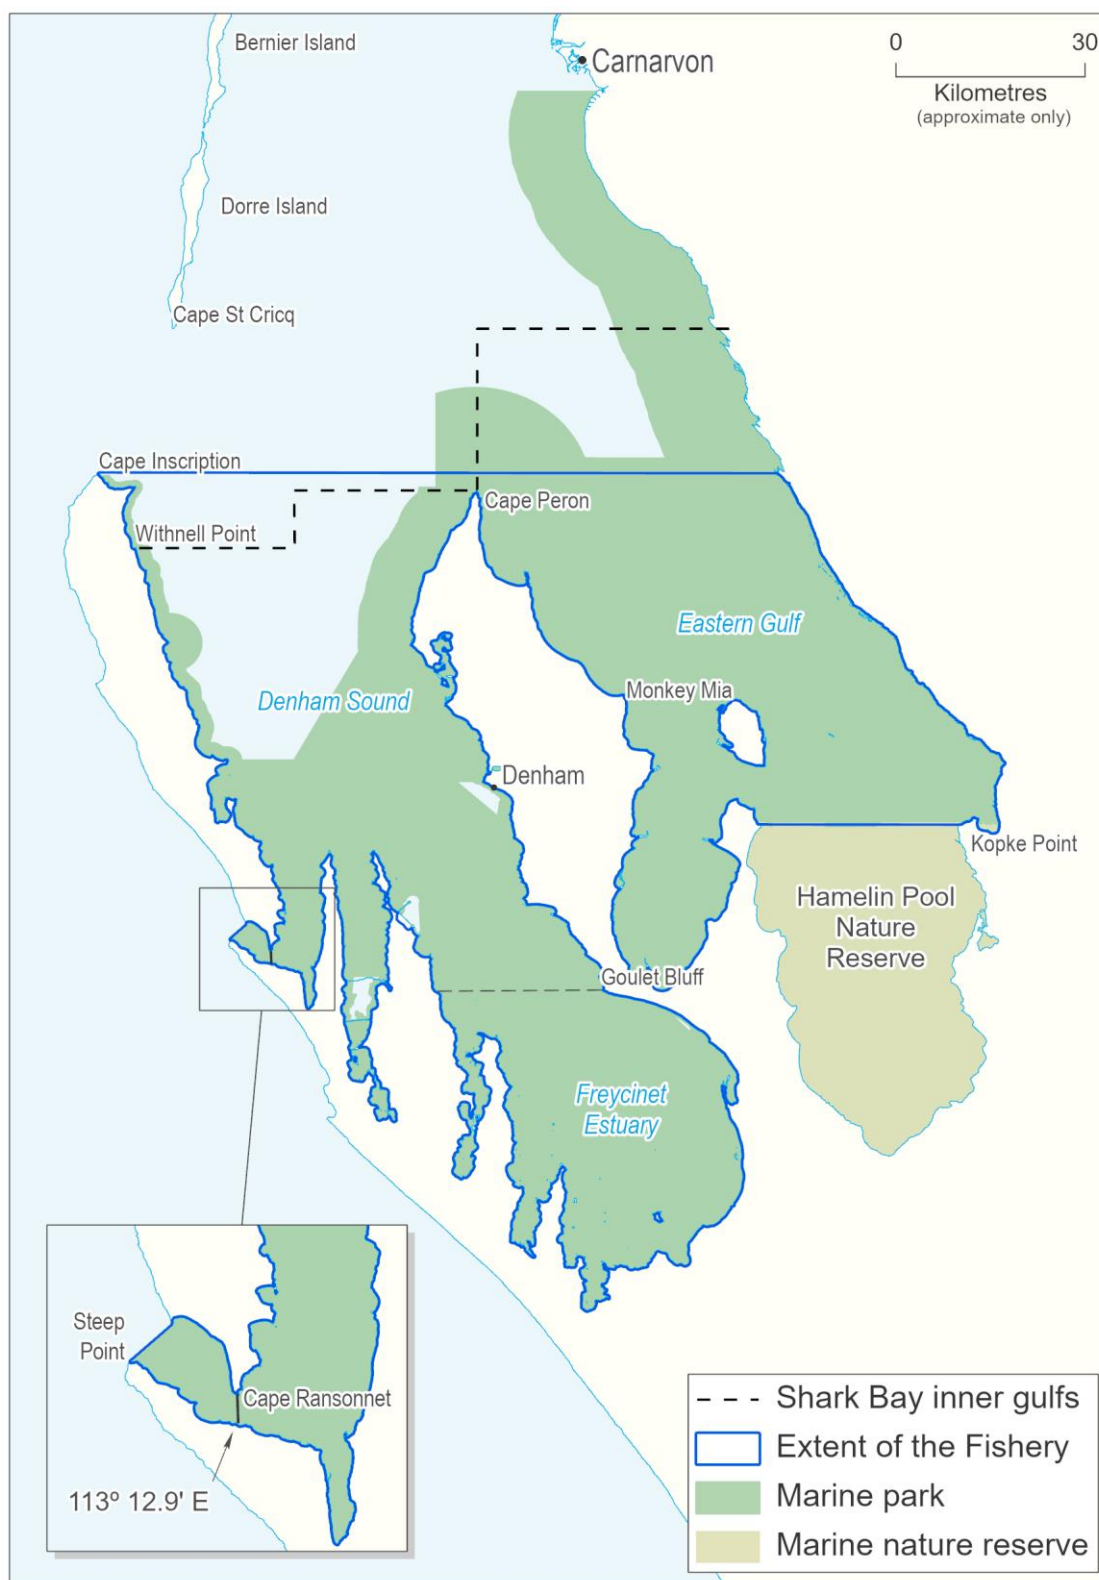 Bernier Island
Carnarvon
0 30
Kilometres
(approximate only)
Dorre Island
Cape St Cricq
Cape Inscription
Cape Peron
Withnell Point
Eastern Gulf
Monkey Mia
Denham Sound
Denham
Kopke Point
Hamelin Pool
Nature
Reserve
Goulet Bluff
Freycinet
Estuary
Steep
Point
Cape Ransonnet
113º 12.9' E
Shark Bay inner gulfs
Extent of the Fishery
Marine park
Marine nature reserve